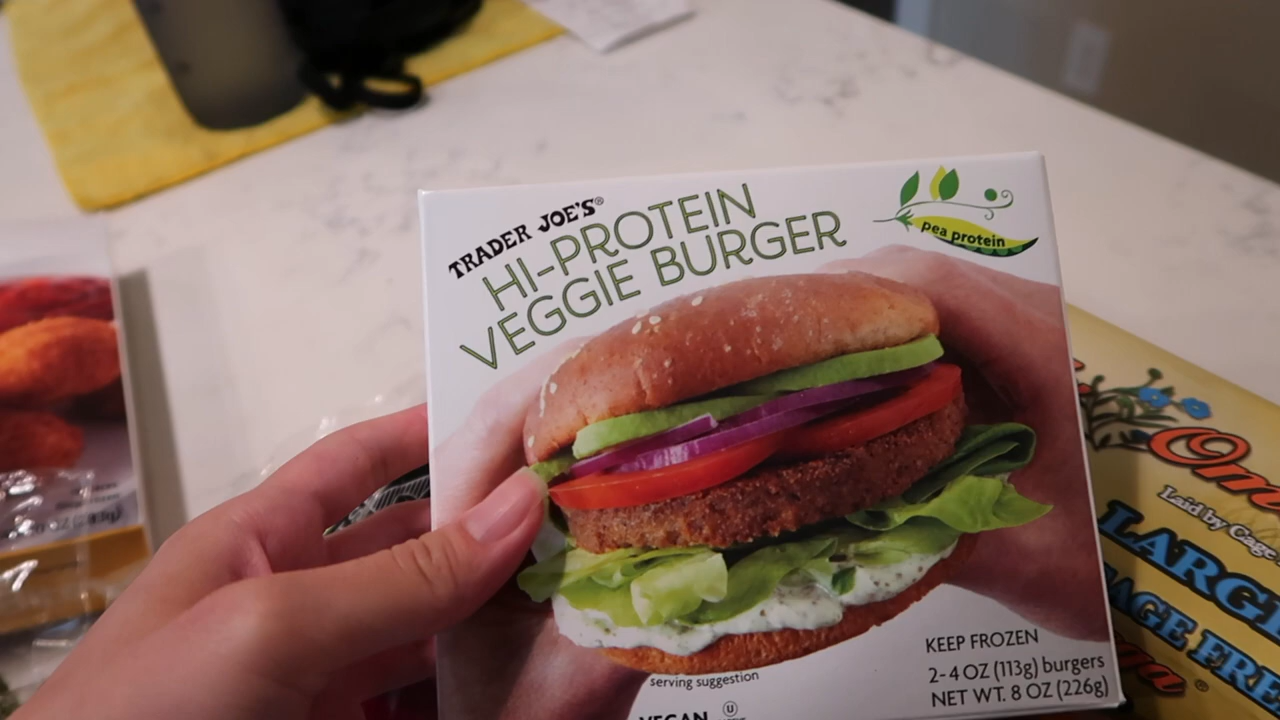 TRADER JOE'S®
HI-PROTEIN
VEGGIE BURGER
pea protein
KEEP FROZEN
2-4 OZ (113g) burgers
NET WT. 8 OZ (226g)
serving suggestion
VEGAN
U
Laid by Cage
LARG
AGE FRE
®